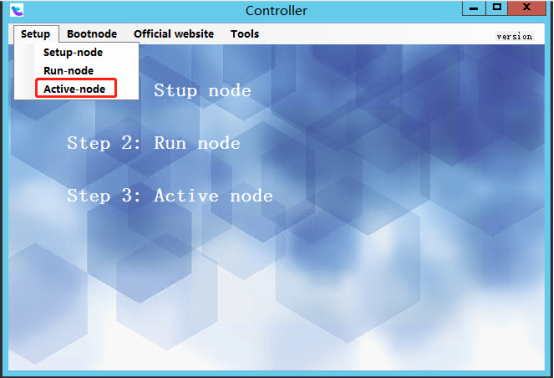 Controller
Setup Bootnode Official website Tools version
Setup-node
Run-node
Active-node
Stup node
Step 2: Run node
Step 3: Active node